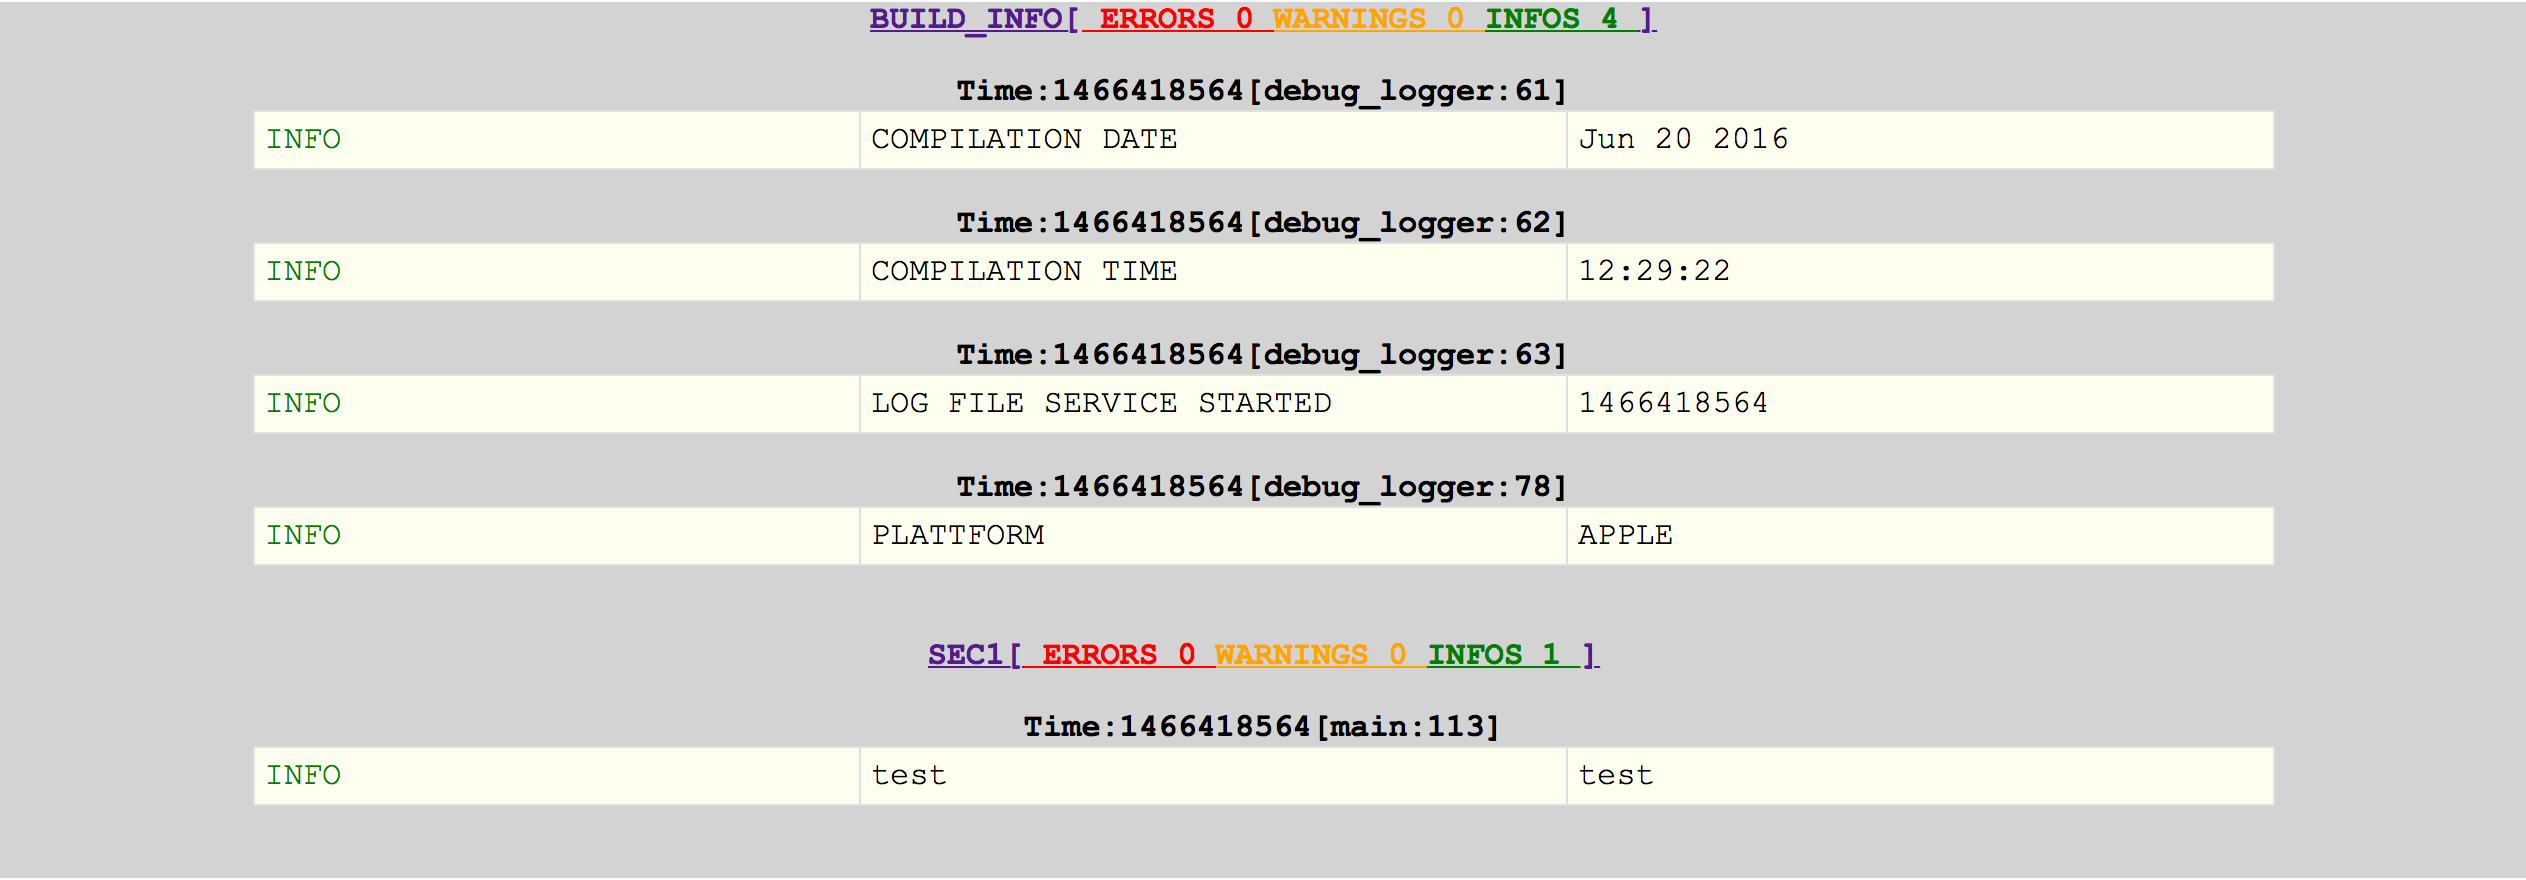 BUILD_INFO[ ERRORS 0 WARNINGS 0 INFOS 4 ]
Time:1466418564[debug_logger:61]
INFO COMPILATION DATE Jun 20 2016
Time:1466418564[debug_logger:62]
INFO COMPILATION TIME 12:29:22
Time:1466418564[debug_logger:63]
INFO LOG FILE SERVICE STARTED 1466418564
Time:1466418564[debug_logger:78]
INFO PLATTFORM APPLE
SEC1[ ERRORS 0 WARNINGS 0 INFOS 1 ]
Time:1466418564[main:113]
INFO test test